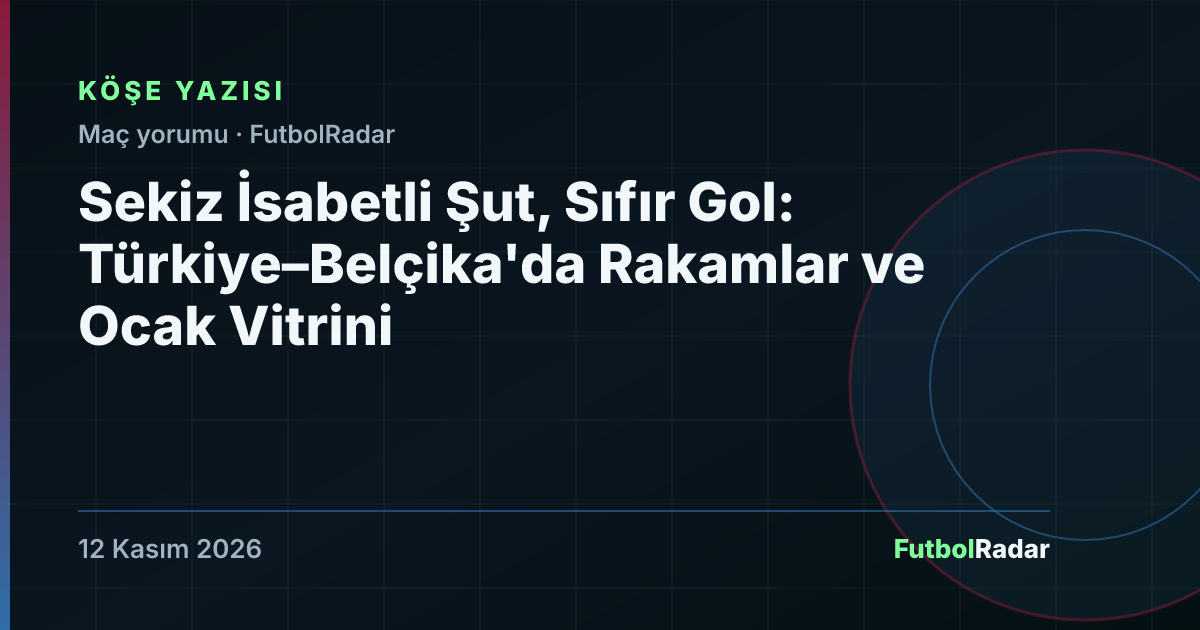 KÖŞE YAZISI
Maç yorumu · FutbolRadar
Sekiz İsabetli Şut, Sıfır Gol:
Türkiye–Belçika'da Rakamlar ve
Ocak Vitrini
12 Kasım 2026
FutbolRadar